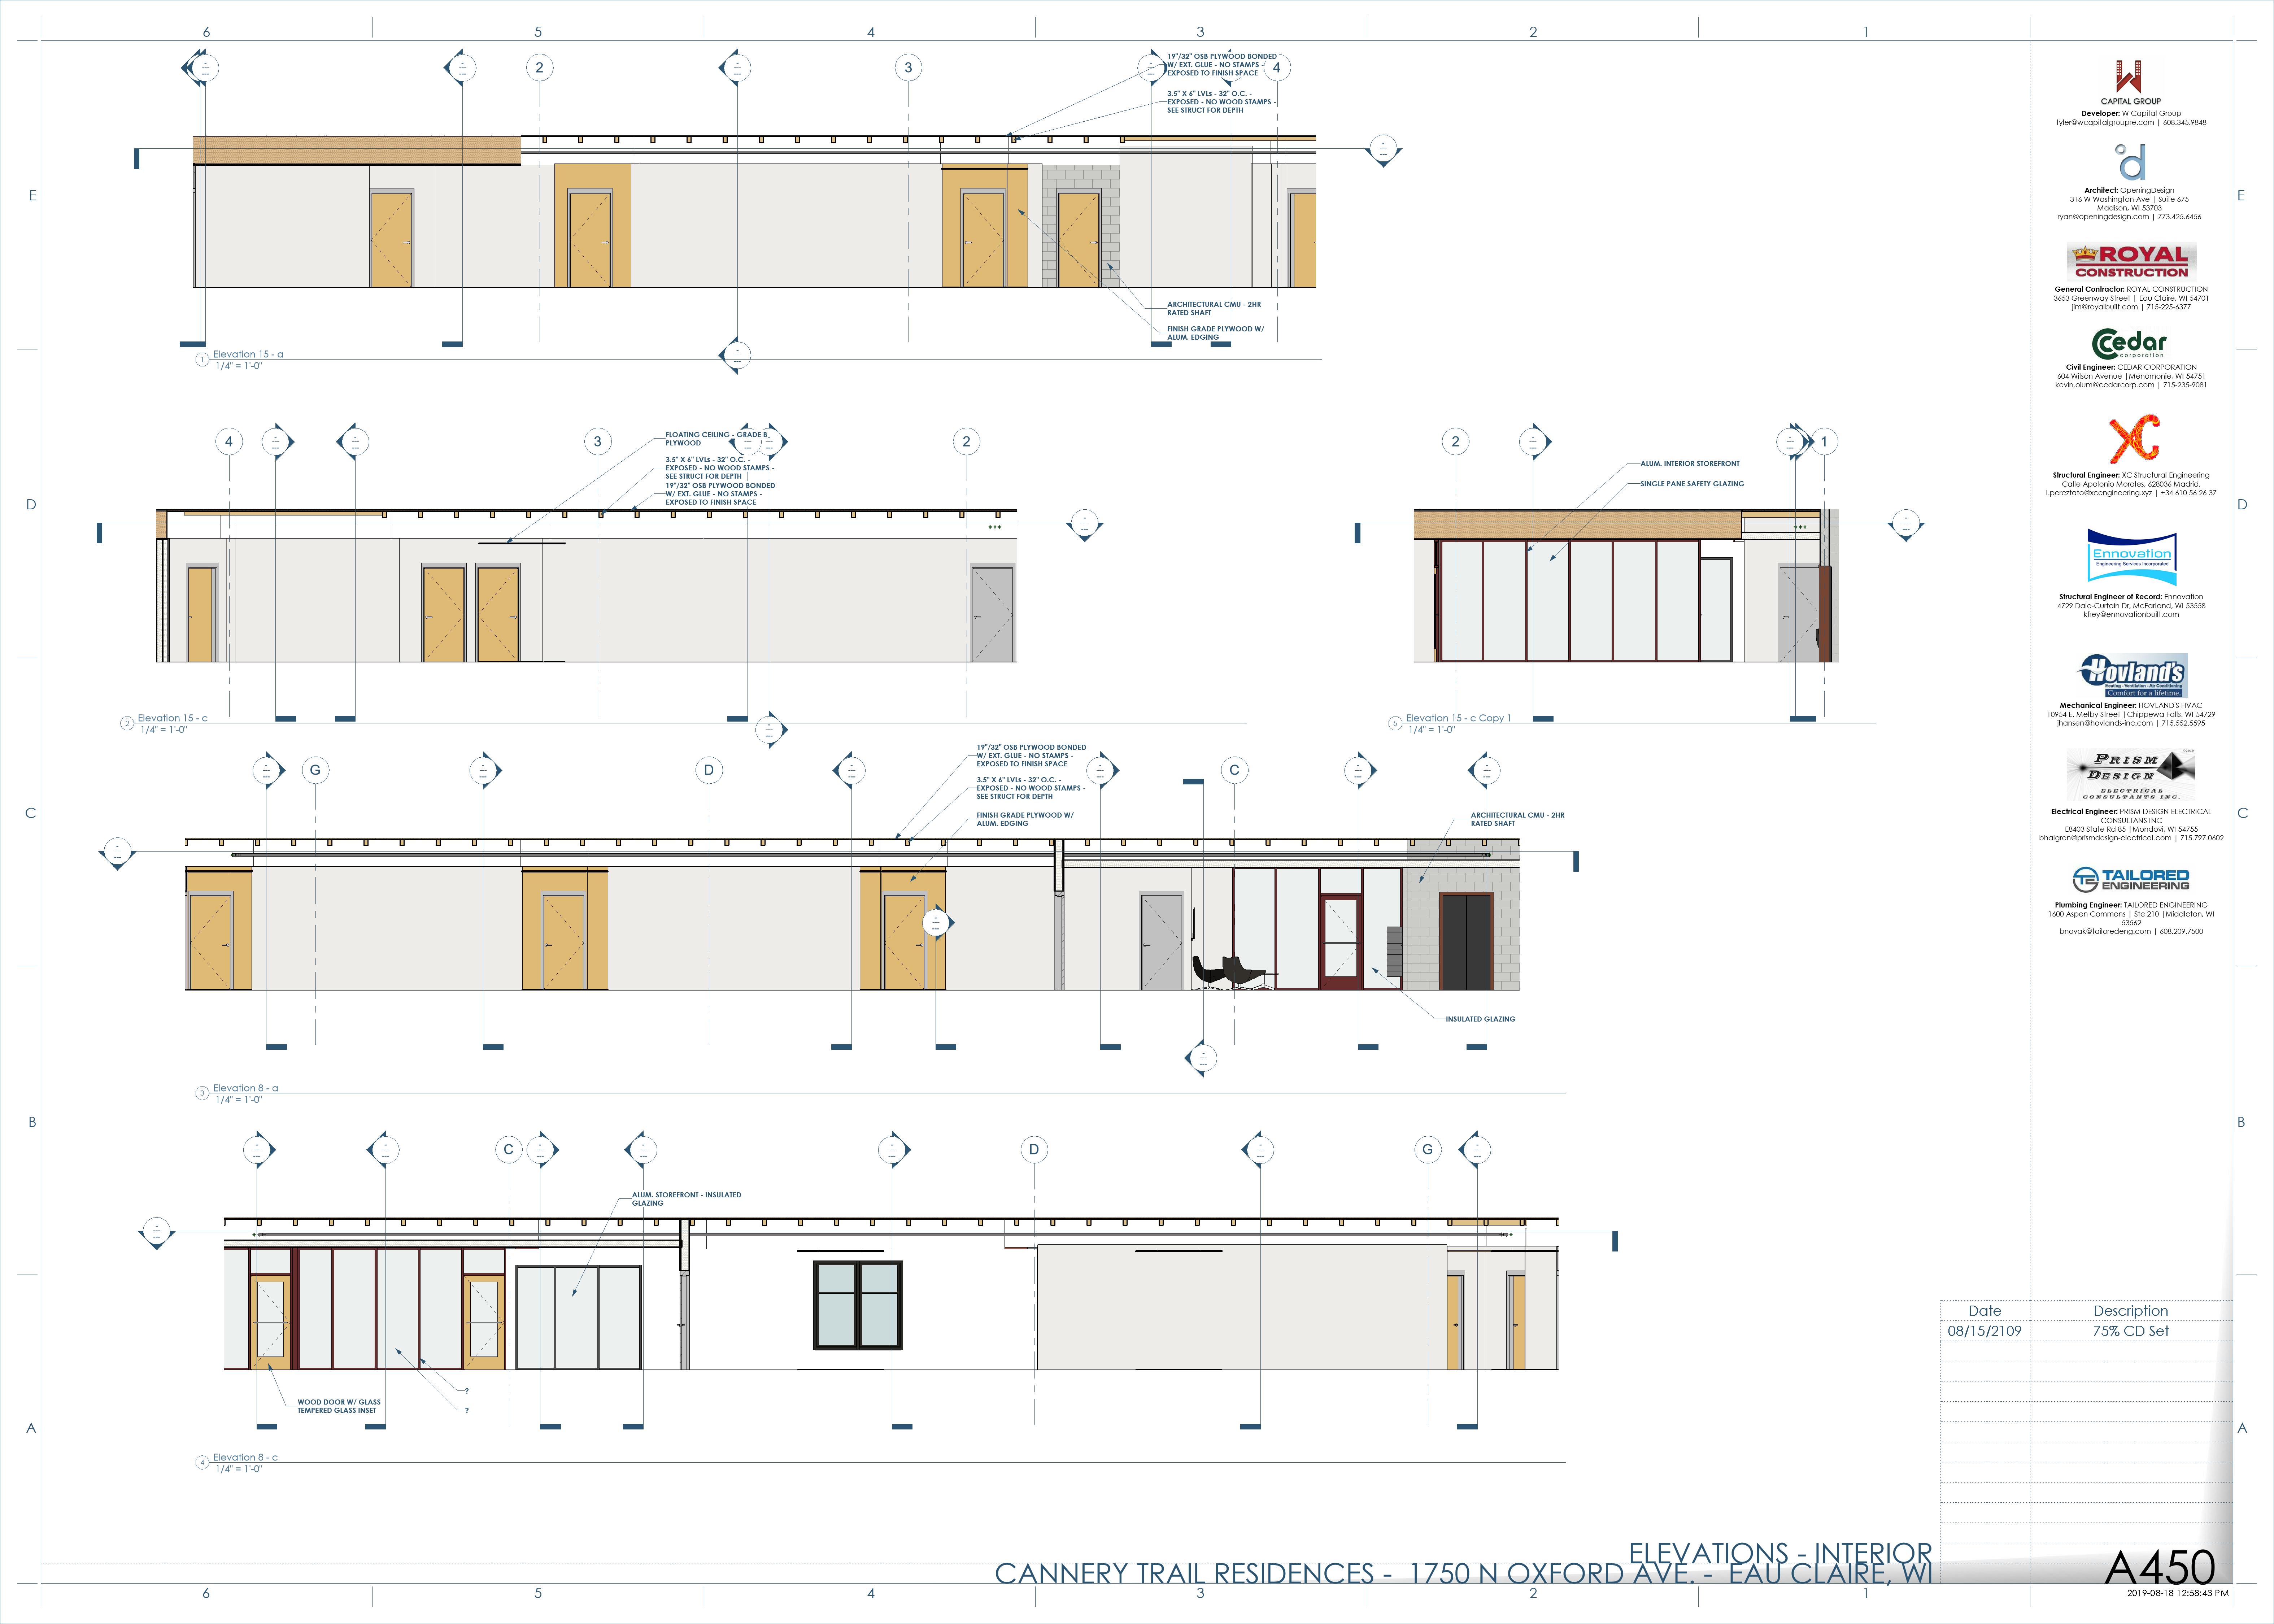 6 5 4 3 2 1
2 3 4
19"/32" OSB PLYWOOD BONDED
W/ EXT. GLUE - NO STAMPS -
EXPOSED TO FINISH SPACE
3.5" X 6" LVLs - 32" O.C. -
EXPOSED - NO WOOD STAMPS -
SEE STRUCT FOR DEPTH
E E
ARCHITECTURAL CMU - 2HR
RATED SHAFT
FINISH GRADE PLYWOOD W/
ALUM. EDGING
1 Elevation 15 - a
1/4" = 1'-0"
4 3 2
FLOATING CEILING - GRADE B,
PLYWOOD
3.5" X 6" LVLs - 32" O.C. -
EXPOSED - NO WOOD STAMPS -
SEE STRUCT FOR DEPTH
19"/32" OSB PLYWOOD BONDED
W/ EXT. GLUE - NO STAMPS -
EXPOSED TO FINISH SPACE
2 1
ALUM. INTERIOR STOREFRONT
SINGLE PANE SAFETY GLAZING
D D
2 Elevation 15 - c
1/4" = 1'-0"
5 Elevation 15 - c Copy 1
1/4" = 1'-0"
G D C
19"/32" OSB PLYWOOD BONDED
W/ EXT. GLUE - NO STAMPS -
EXPOSED TO FINISH SPACE
3.5" X 6" LVLs - 32" O.C. -
EXPOSED - NO WOOD STAMPS -
SEE STRUCT FOR DEPTH
FINISH GRADE PLYWOOD W/
ALUM. EDGING
ARCHITECTURAL CMU - 2HR
RATED SHAFT
C C
INSULATED GLAZING
3 Elevation 8 - a
1/4" = 1'-0"
B B
C D G
ALUM. STOREFRONT - INSULATED
GLAZING
?
?
WOOD DOOR W/ GLASS
TEMPERED GLASS INSET
A A
4 Elevation 8 - c
1/4" = 1'-0"
W
CAPITAL GROUP
Developer: W Capital Group
tyler@wcapitalgroupre.com | 608.345.9848
°d
Architect: OpeningDesign
316 W Washington Ave | Suite 675
Madison, WI 53703
ryan@openingdesign.com | 773.425.6456
ROYAL
CONSTRUCTION
General Contractor: ROYAL CONSTRUCTION
3653 Greenway Street | Eau Claire, WI 54701
jim@royalbuilt.com | 715-225-6377
Cedar
corporation
Civil Engineer: CEDAR CORPORATION
604 Wilson Avenue |Menomonie, WI 54751
kevin.oium@cedarcorp.com | 715-235-9081
XC
Structural Engineer: XC Structural Engineering
Calle Apolonio Morales, 628036 Madrid,
l.pereztato@xcengineering.xyz | +34 610 56 26 37
Ennovation
Engineering Services Incorporated
Structural Engineer of Record: Ennovation
4729 Dale-Curtain Dr, McFarland, WI 53558
kfrey@ennovationbuilt.com
Hovland's
Heating - Ventilation - Air Conditioning
Comfort for a lifetime.
Mechanical Engineer: HOVLAND'S HVAC
10954 E. Melby Street |Chippewa Falls, WI 54729
jhansen@hovlands-inc.com | 715.552.5595
PRISM
DESIGN
ELECTRICAL
CONSULTANTS INC.
Electrical Engineer: PRISM DESIGN ELECTRICAL
CONSULTANS INC
E8403 State Rd 85 |Mondovi, WI 54755
bhalgren@prismdesign-electrical.com | 715.797.0602
TE TAILORED
ENGINEERING
Plumbing Engineer: TAILORED ENGINEERING
1600 Aspen Commons | Ste 210 |Middleton, WI
53562
bnovak@tailoredeng.com | 608.209.7500
Date Description
08/15/2109 75% CD Set
ELEVATIONS - INTERIOR
CANNERY TRAIL RESIDENCES - 1750 N OXFORD AVE. - EAU CLAIRE, WI
A450
2019-08-18 12:58:43 PM
6 5 4 3 2 1